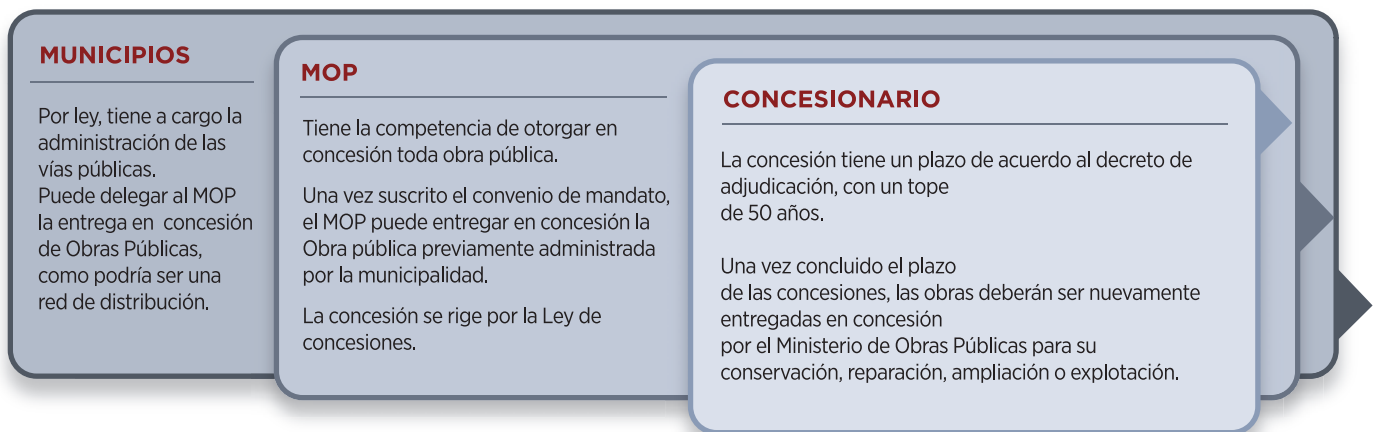 MUNICIPIOS
Por ley, tiene a cargo la
administración de las
vías públicas.
Puede delegar al MOP
la entrega en concesión
de Obras Públicas,
como podría ser una
red de distribución.
MOP
Tiene la competencia de otorgar en
concesión toda obra pública.
Una vez suscrito el convenio de mandato,
el MOP puede entregar en concesión la
Obra pública previamente administrada
por la municipalidad.
La concesión se rige por la Ley de
concesiones.
CONCESIONARIO
La concesión tiene un plazo de acuerdo al decreto de
adjudicación, con un tope
de 50 años.
Una vez concluido el plazo
de las concesiones, las obras deberán ser nuevamente
entregadas en concesión
por el Ministerio de Obras Públicas para su
conservación, reparación, ampliación o explotación.